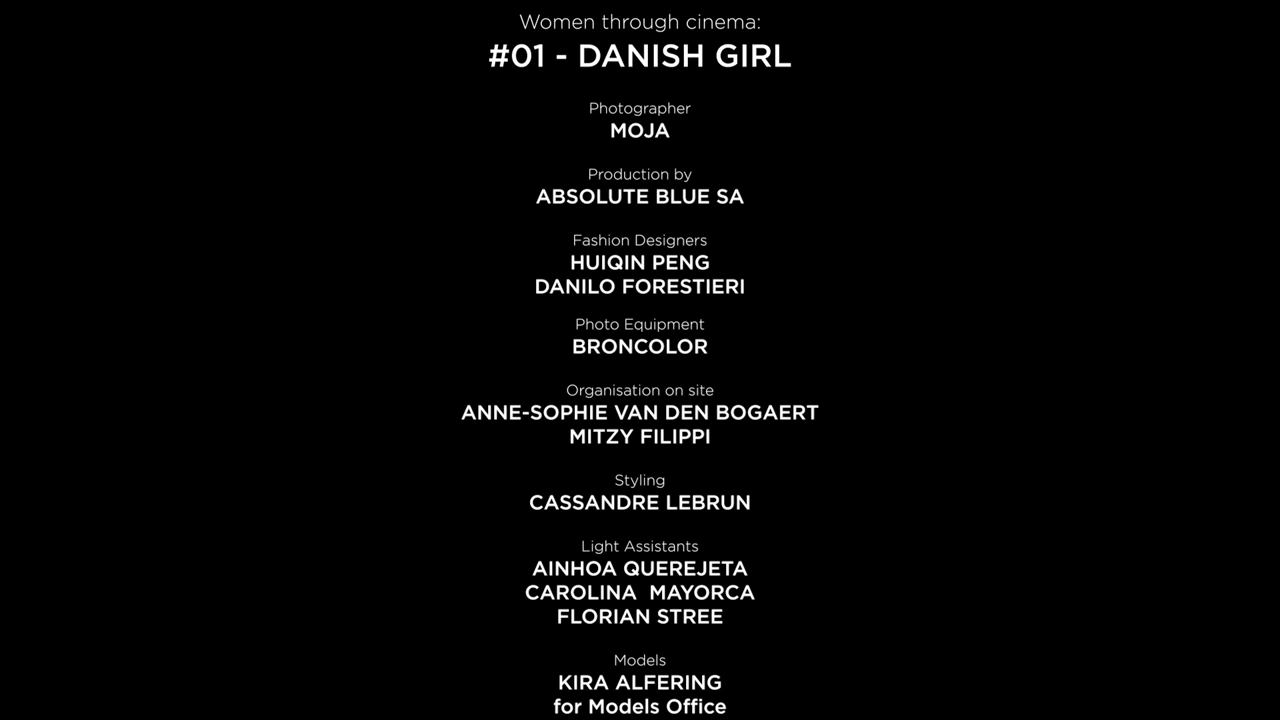 Women through cinema:
#01 - DANISH GIRL
Photographer
MOJA
Production by
ABSOLUTE BLUE SA
Fashion Designers
HUIQIN PENG
DANILO FORESTIERI
Photo Equipment
BRONCOLOR
Organisation on site
ANNE-SOPHIE VAN DEN BOGAERT
MITZY FILIPPI
Styling
CASSANDRE LEBRUN
Light Assistants
AINHOA QUEREJETA
CAROLINA  MAYORCA
FLORIAN STREE
Models
KIRA ALFERING
for Models Office